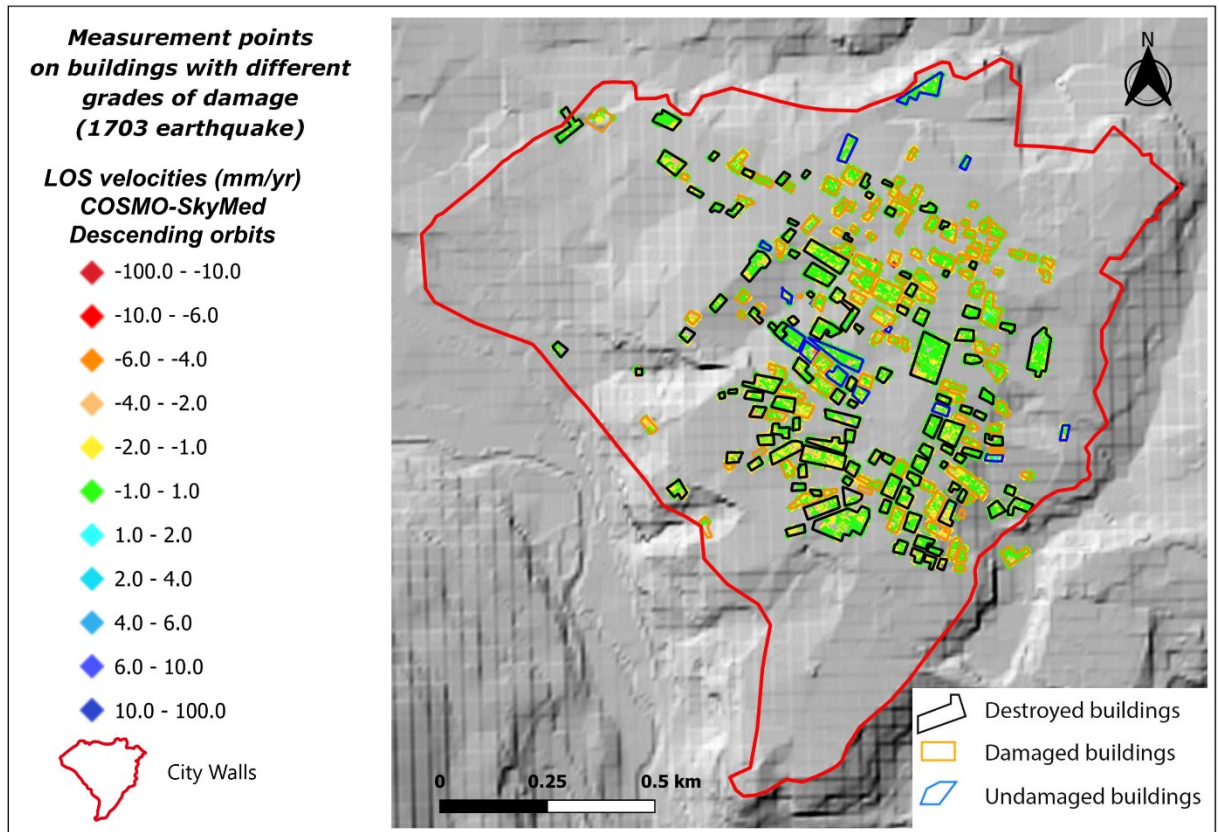 Measurement points
on buildings with different
grades of damage
(1703 earthquake)
LOS velocities (mm/yr)
COSMO-SkyMed
Descending orbits
-100.0 - -10.0
-10.0 - -6.0
-6.0 - -4.0
-4.0 - -2.0
-2.0 - -1.0
-1.0 - 1.0
1.0 - 2.0
2.0 - 4.0
4.0 - 6.0
6.0 - 10.0
10.0 - 100.0
City Walls
N
0 0.25 0.5 km
Destroyed buildings
Damaged buildings
Undamaged buildings